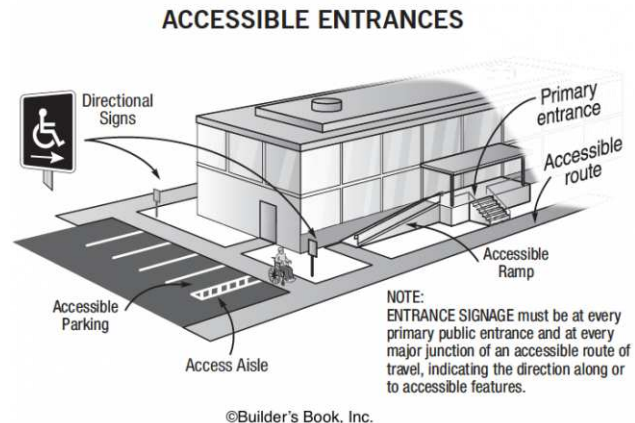 ACCESSIBLE ENTRANCES
Directional
Signs
Primary
entrance
Accessible
route
Accessible
Ramp
Accessible
Parking
Access Aisle
NOTE:
ENTRANCE SIGNAGE must be at every
primary public entrance and at every
major junction of an accessible route of
travel, indicating the direction along or
to accessible features.
©Builder's Book, Inc.